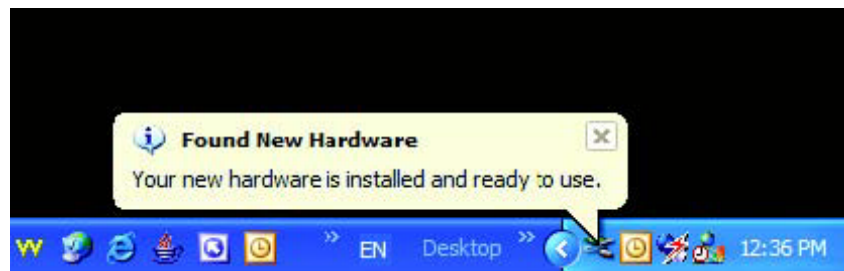 Found New Hardware
Your new hardware is installed and ready to use.
W EN Desktop 12:36 PM